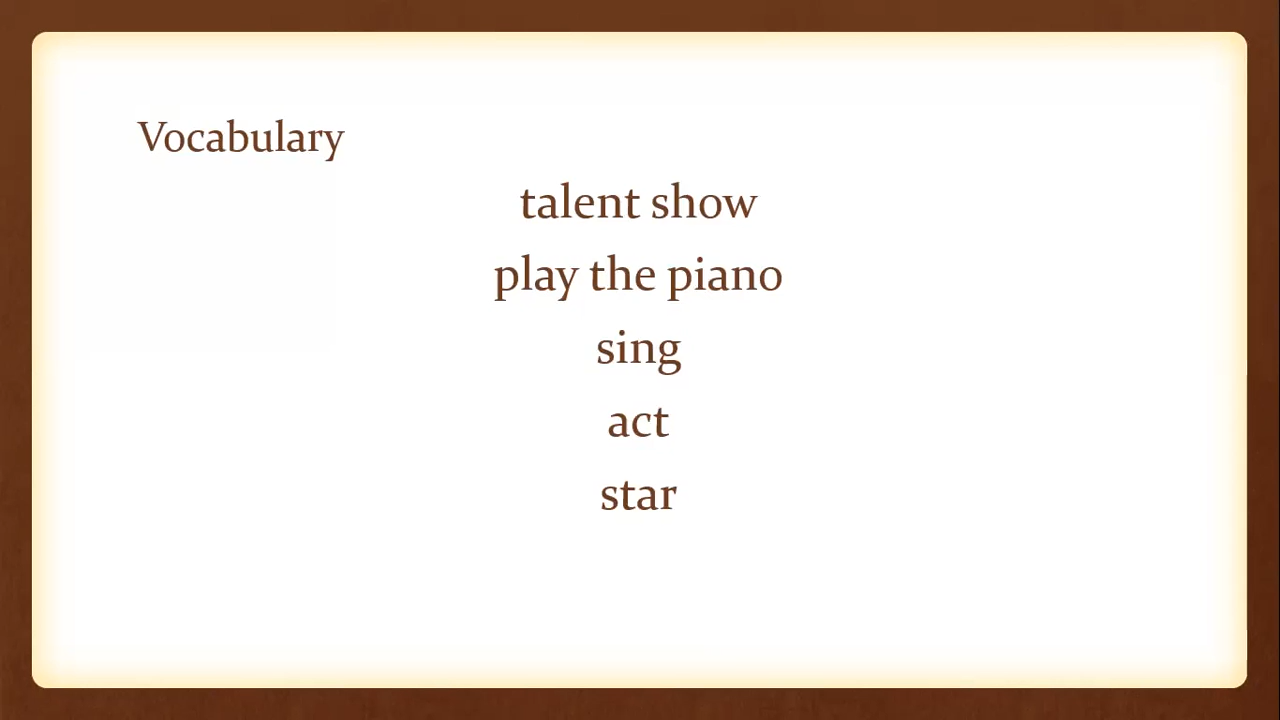 Vocabulary
talent show
play the piano
sing
act
star